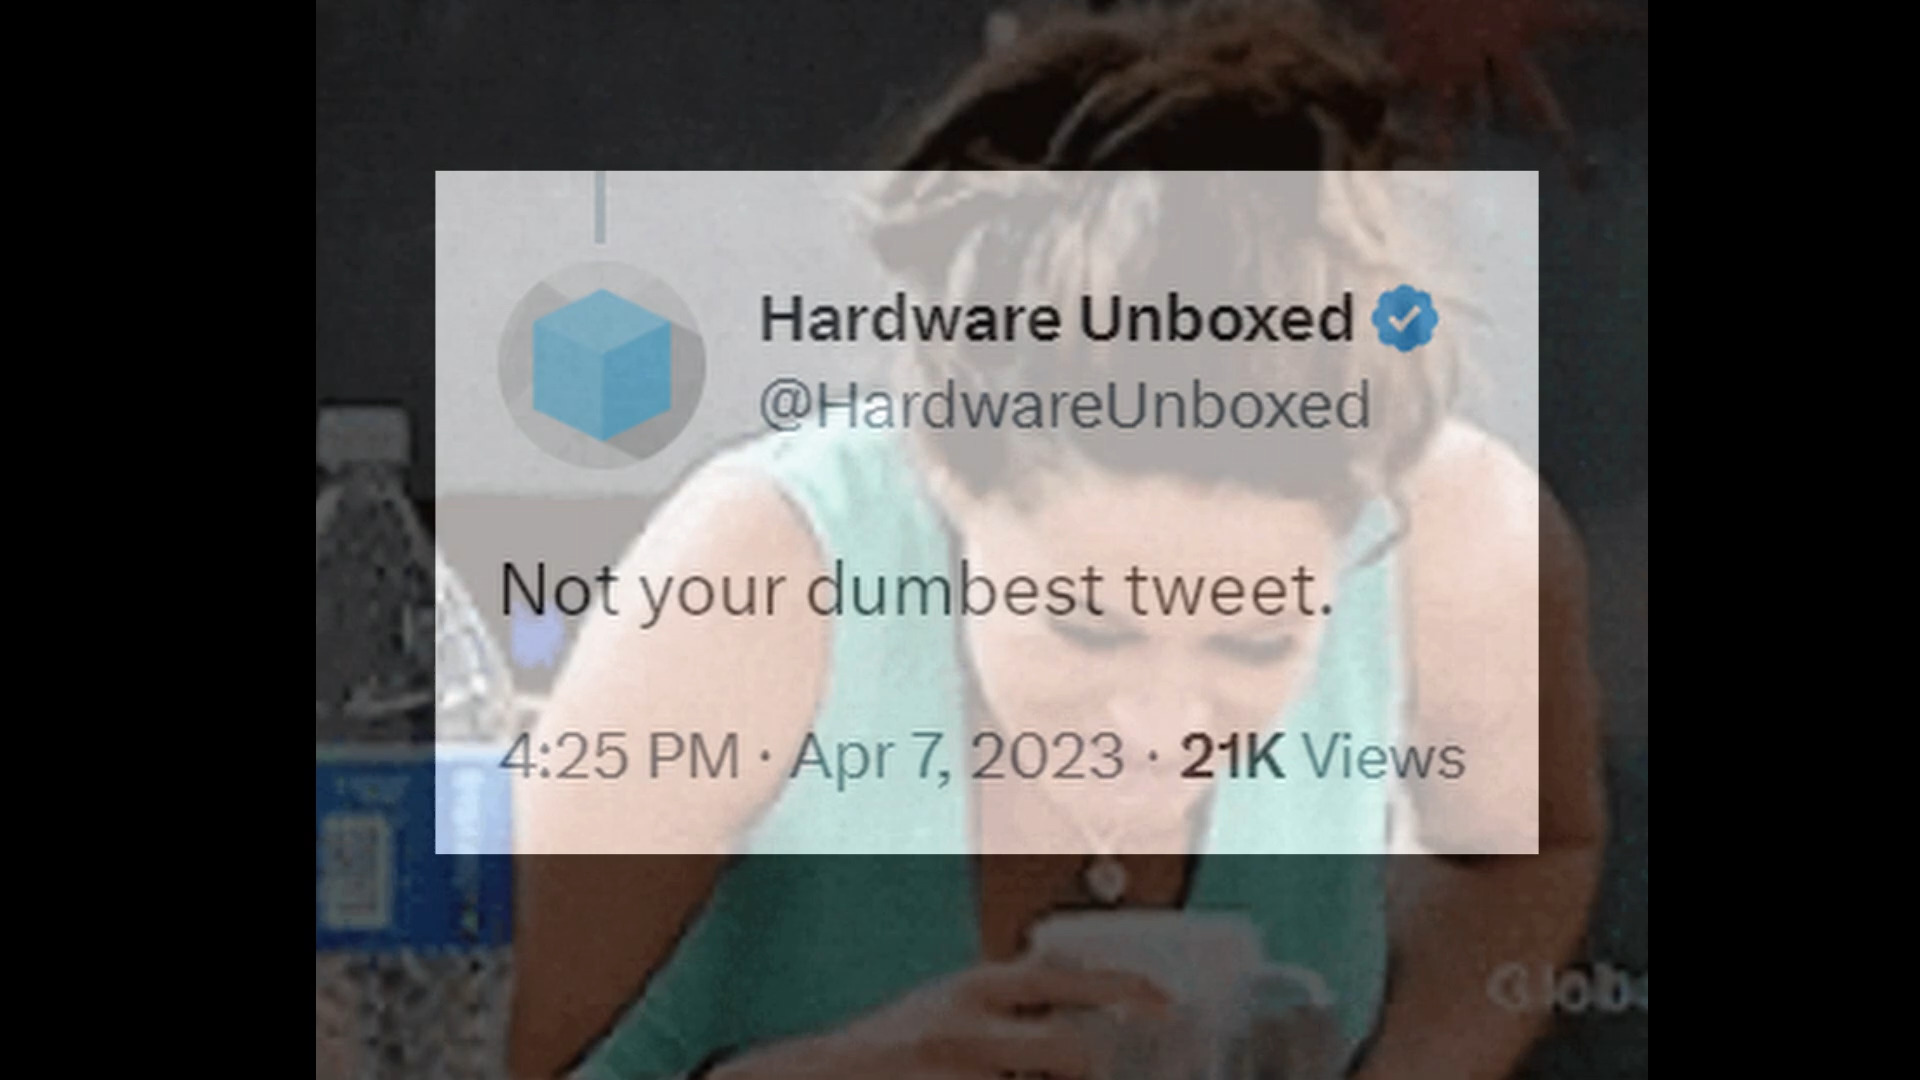 Hardware Unboxed
@HardwareUnboxed
Not your dumbest tweet.
4:25 PM · Apr 7, 2023 · 21K Views